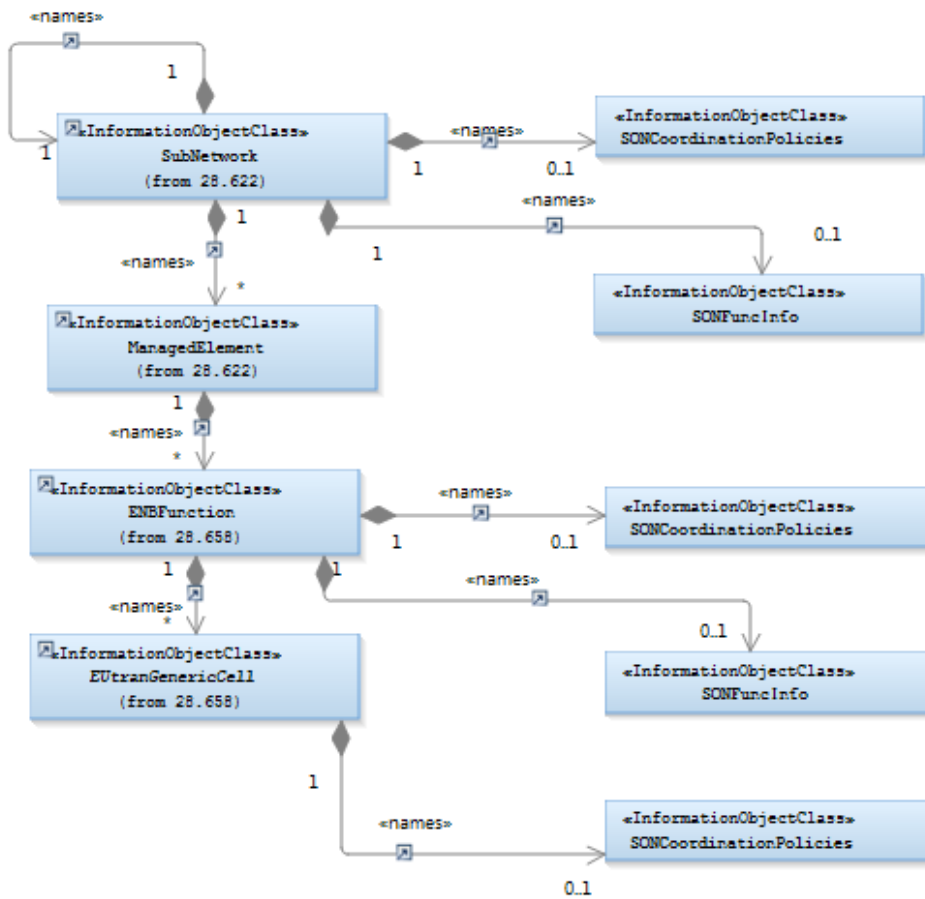 «names»
1
1
«InformationObjectClass»
SubNetwork
(from 28.622)
«names»
1
0..1
«InformationObjectClass»
SONCoordinationPolicies
1
«names»
*
1
«names»
0..1
«InformationObjectClass»
SONFuncInfo
«InformationObjectClass»
ManagedElement
(from 28.622)
1
«names»
*
«InformationObjectClass»
ENBFunction
(from 28.658)
«names»
1
0..1
«InformationObjectClass»
SONCoordinationPolicies
1
«names»
*
1
«names»
0..1
«InformationObjectClass»
SONFuncInfo
«InformationObjectClass»
EUtranGenericCell
(from 28.658)
1
«names»
0..1
«InformationObjectClass»
SONCoordinationPolicies